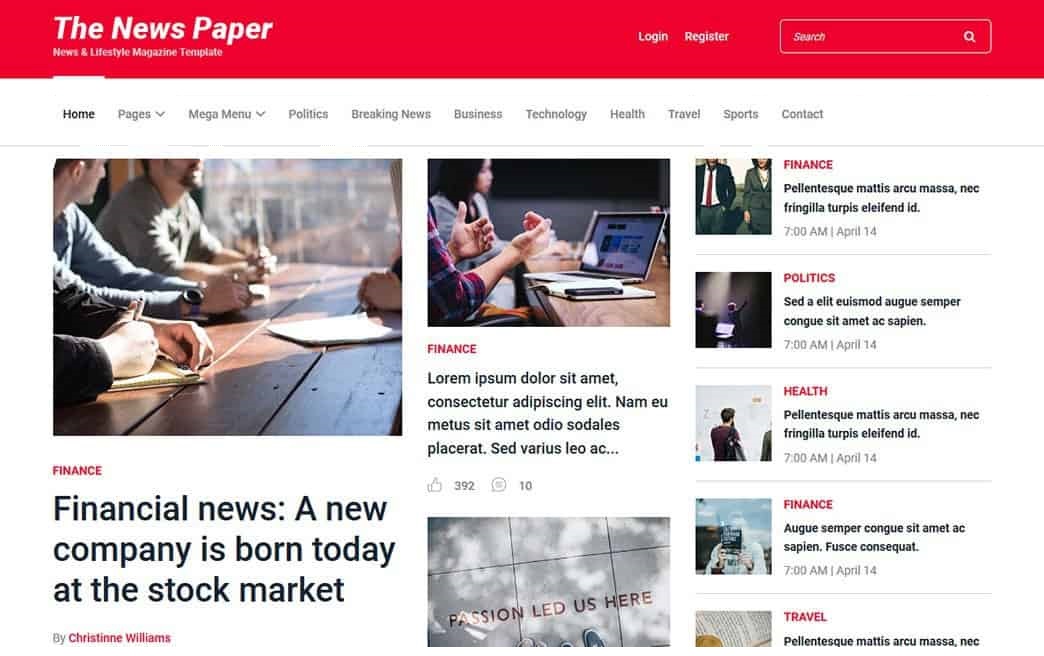 The News Paper
News & Lifestyle Magazine Template
Login Register Search
Home Pages Mega Menu Politics Breaking News Business Technology Health Travel Sports Contact
FINANCE
Financial news: A new
company is born today
at the stock market
By Christinne Williams
FINANCE
Lorem ipsum dolor sit amet,
consectetur adipiscing elit. Nam eu
metus sit amet odio sodales
placerat. Sed varius leo ac...
392 10
PASSION LED US HERE
FINANCE
Pellentesque mattis arcu massa, nec
fringilla turpis eleifend id.
7:00 AM | April 14
POLITICS
Sed a elit euismod augue semper
congue sit amet ac sapien.
7:00 AM | April 14
HEALTH
Pellentesque mattis arcu massa, nec
fringilla turpis eleifend id.
7:00 AM | April 14
FINANCE
Augue semper congue sit amet ac
sapien. Fusce consequat.
7:00 AM | April 14
TRAVEL
Pellentesque mattis arcu massa, nec